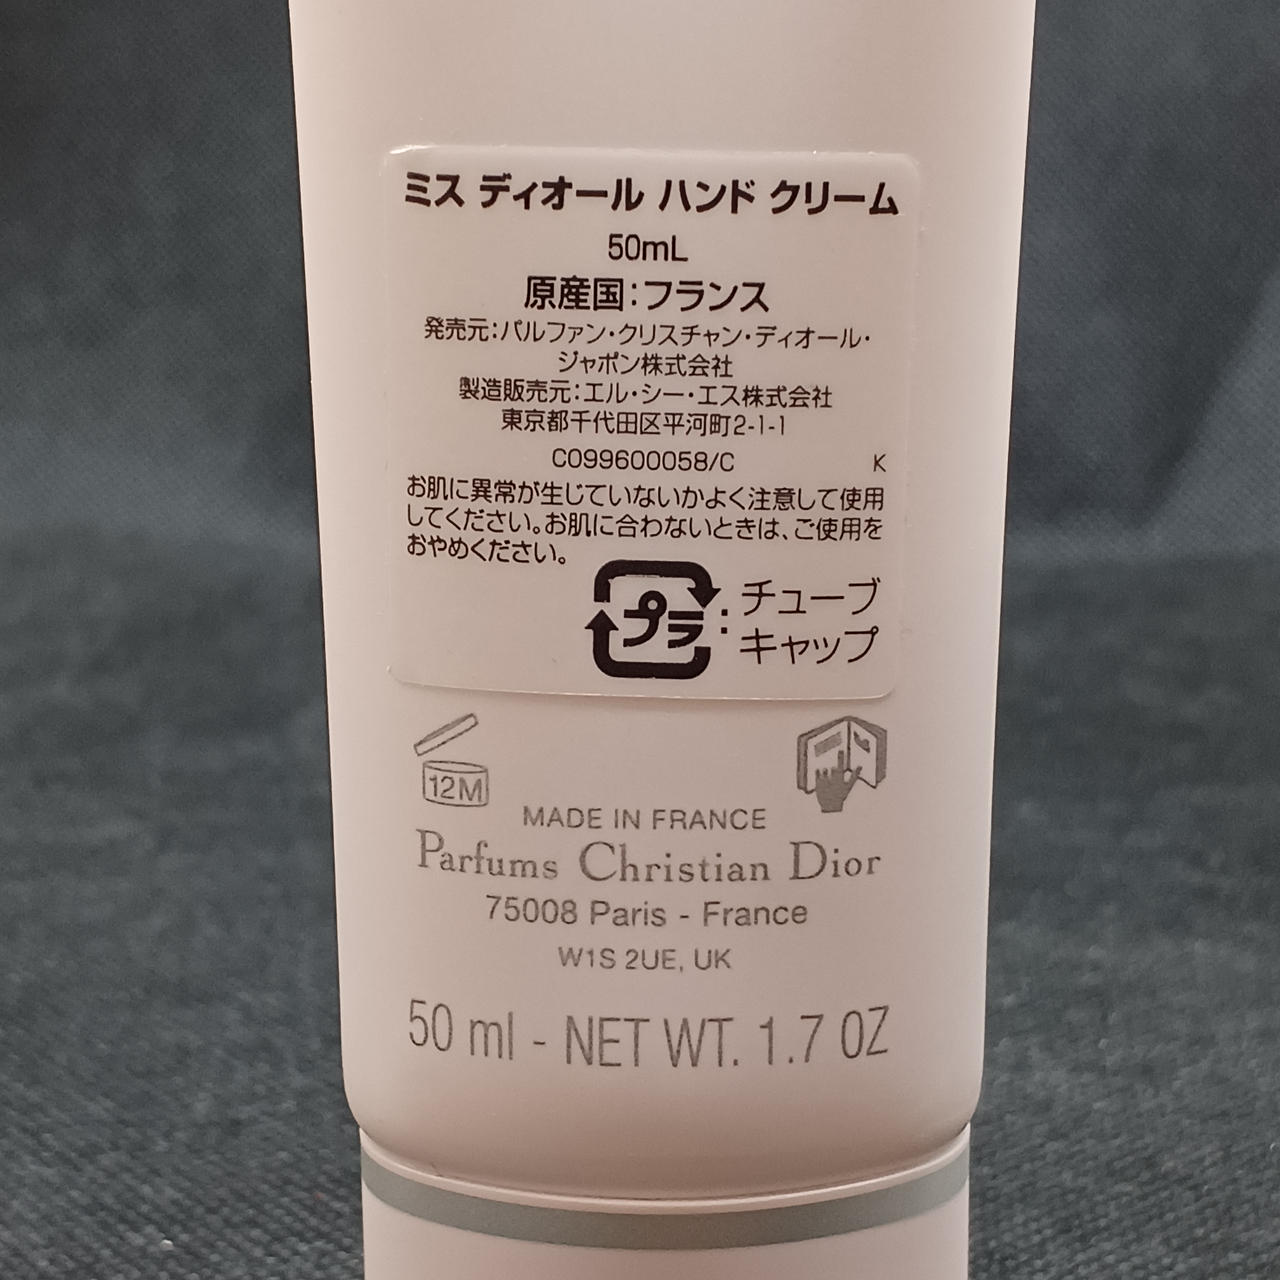 ミス ディオール ハンド クリーム
50mL
原産国:フランス
発売元:パルファン・クリスチャン・ディオール・
ジャポン株式会社
製造販売元:エル・シー・エス株式会社
東京都千代田区平河町2-1-1
C099600058/C K
お肌に異常が生じていないかよく注意して使用
してください。お肌に合わないときは、ご使用を
おやめください。
プラ:チューブ
キャップ
12M
MADE IN FRANCE
Parfums Christian Dior
75008 Paris - France
W1S 2UE, UK
50 ml - NET WT. 1.7 OZ